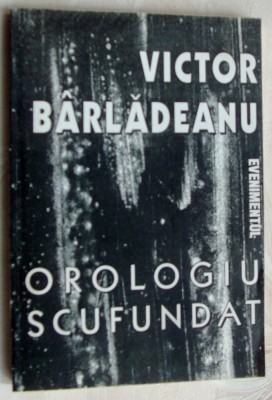 VICTOR
BÂRLĂDEANU
EVENIMENTUL
OROLOGIU
SCUFUNDAT